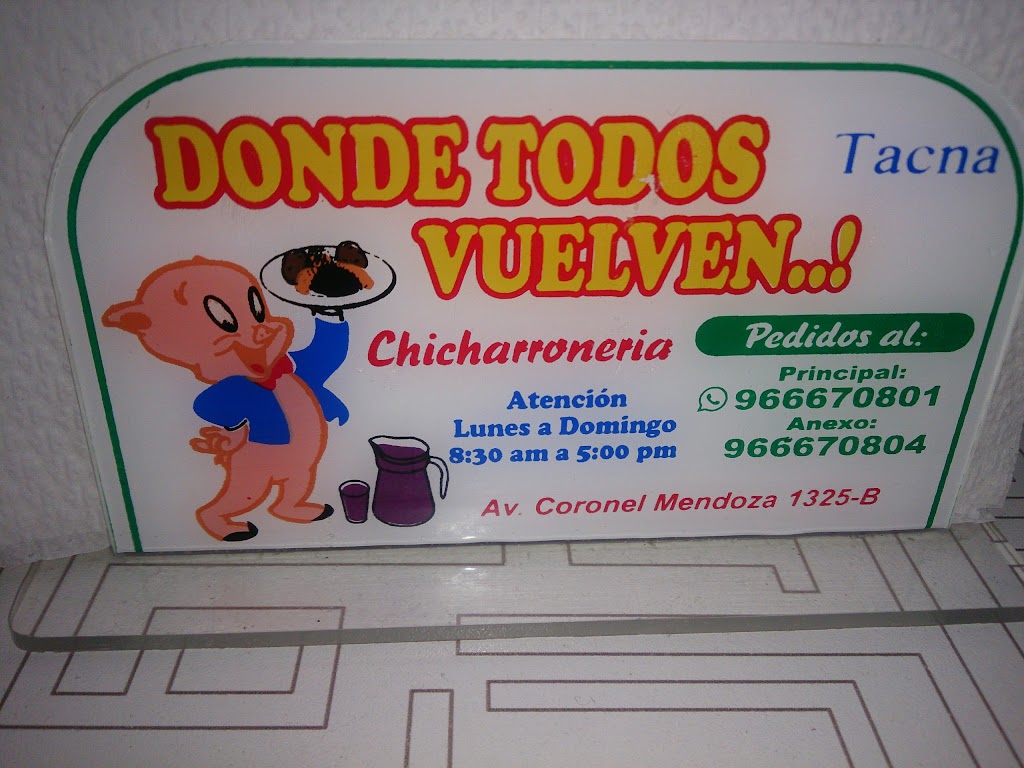 DONDE TODOS
VUELVEN..!
Tacna
Chicharroneria
Atención
Lunes a Domingo
8:30 am a 5:00 pm
Pedidos al:
Principal:
966670801
Anexo:
966670804
Av. Coronel Mendoza 1325-B